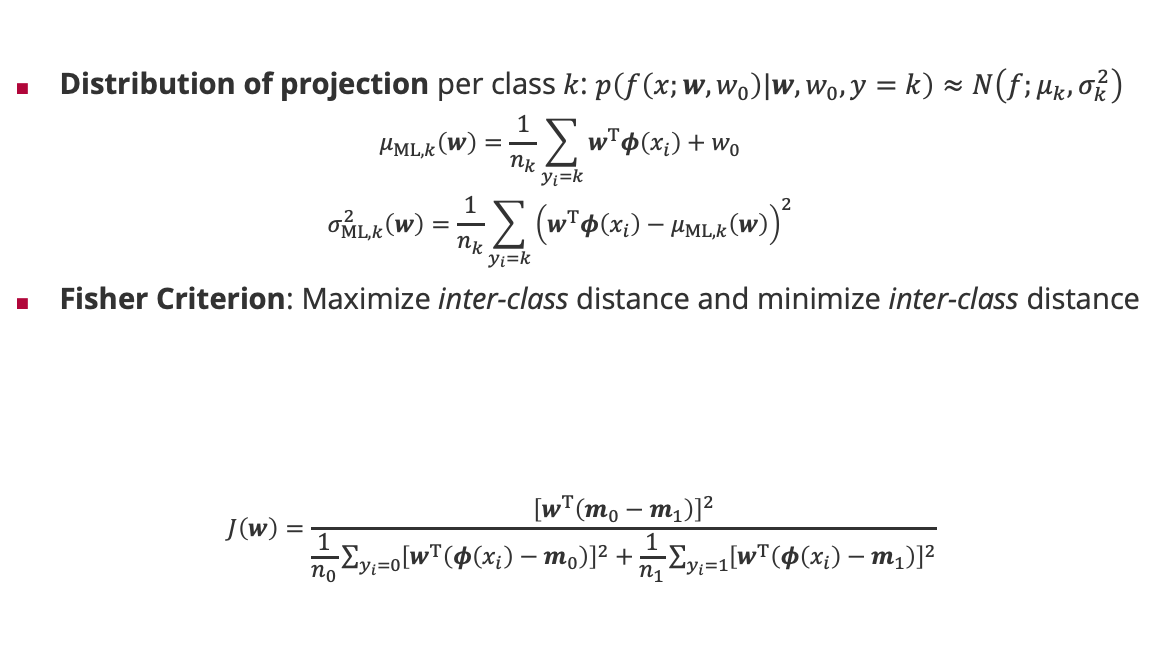 ▪ Distribution of projection per class k: p(f(x; w, w₀)|w, w₀, y = k) ≈ N(f; μₖ, σₖ²)
μ_ML,k(w) = 1/nₖ ∑_{yᵢ=k} wᵀϕ(xᵢ) + w₀
σ²_ML,k(w) = 1/nₖ ∑_{yᵢ=k} (wᵀϕ(xᵢ) − μ_ML,k(w))²
▪ Fisher Criterion: Maximize inter-class distance and minimize inter-class distance
J(w) = [wᵀ(m₀ − m₁)]² / (1/n₀ ∑_{yᵢ=0}[wᵀ(ϕ(xᵢ) − m₀)]² + 1/n₁ ∑_{yᵢ=1}[wᵀ(ϕ(xᵢ) − m₁)]²)